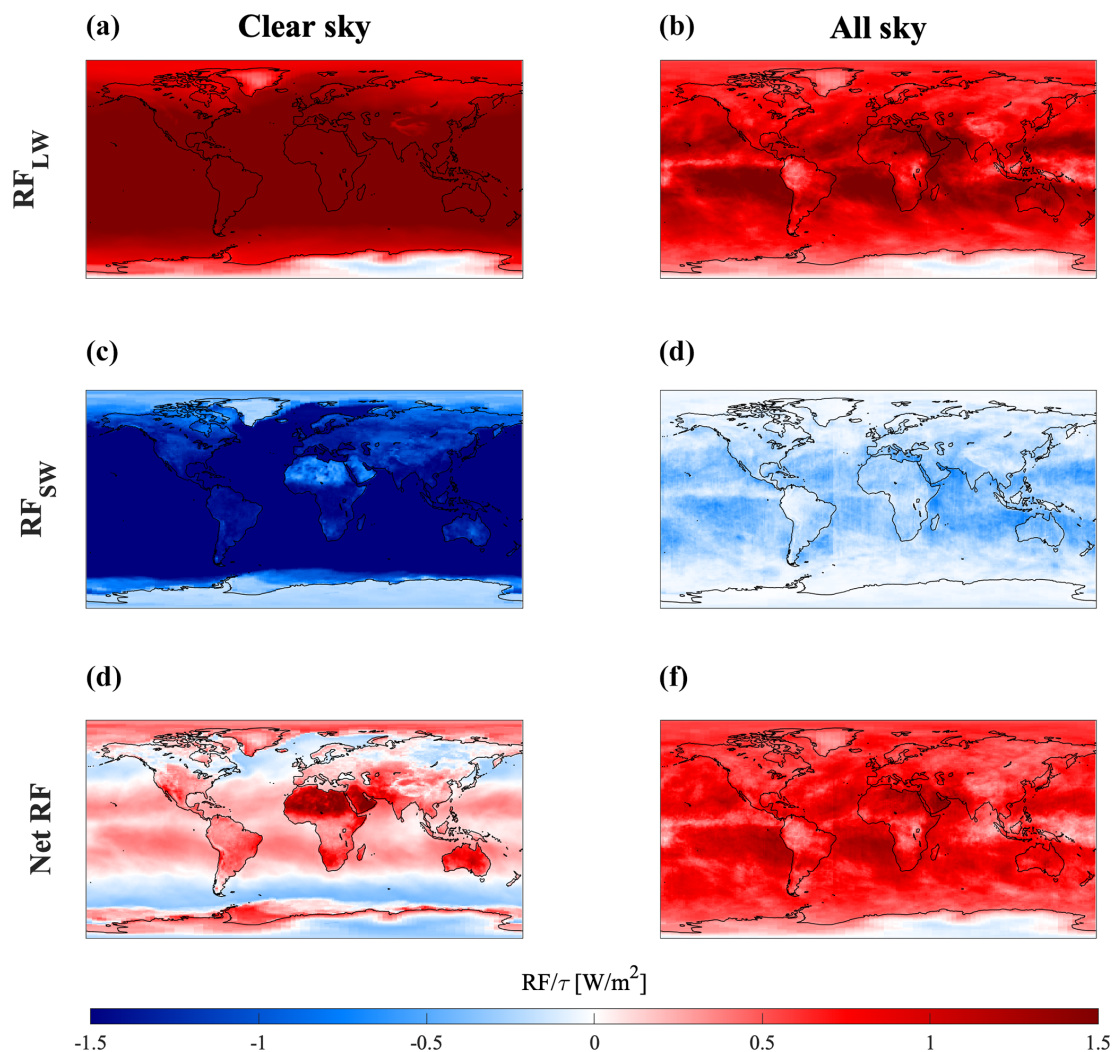 (a) Clear sky
(b) All sky
RF_LW
(c)
(d)
RF_SW
(d)
(f)
Net RF
RF/τ [W/m²]
-1.5 -1 -0.5 0 0.5 1 1.5